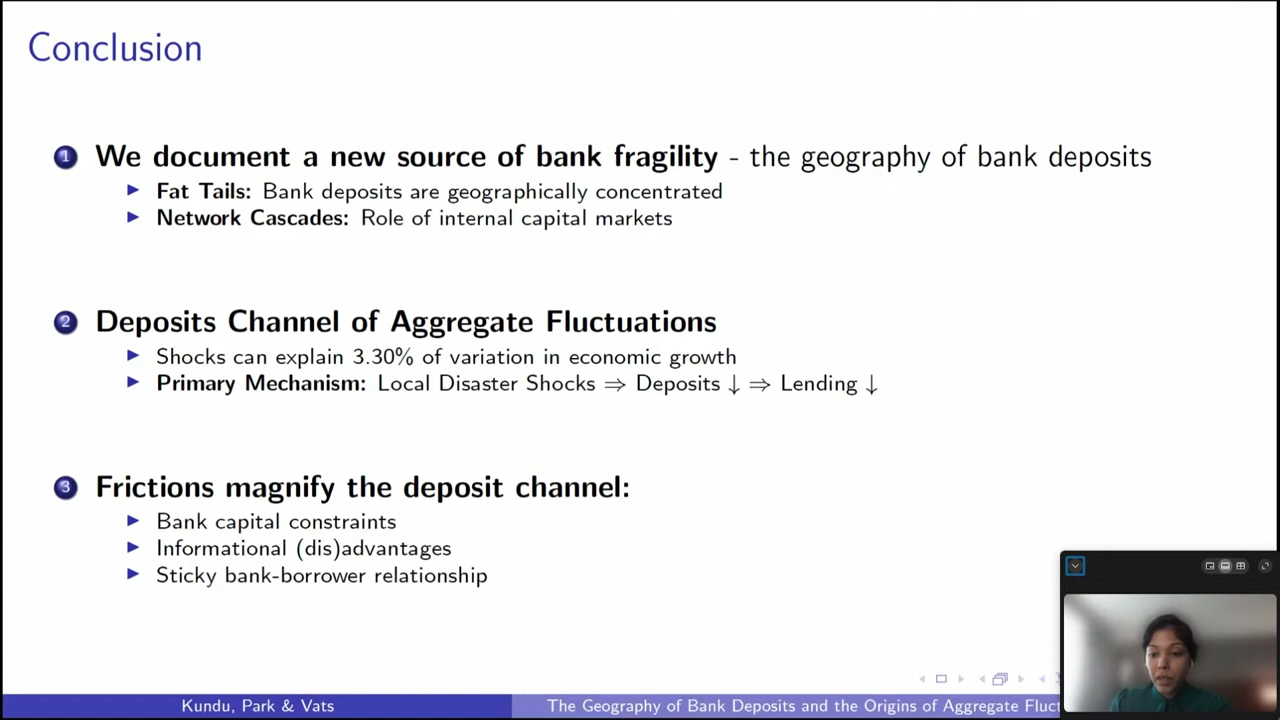 Conclusion
1 We document a new source of bank fragility - the geography of bank deposits
Fat Tails: Bank deposits are geographically concentrated
Network Cascades: Role of internal capital markets
2 Deposits Channel of Aggregate Fluctuations
Shocks can explain 3.30% of variation in economic growth
Primary Mechanism: Local Disaster Shocks ⇒ Deposits ↓ ⇒ Lending ↓
3 Frictions magnify the deposit channel:
Bank capital constraints
Informational (dis)advantages
Sticky bank-borrower relationship
Kundu, Park & Vats
The Geography of Bank Deposits and the Origins of Aggregate Fluct